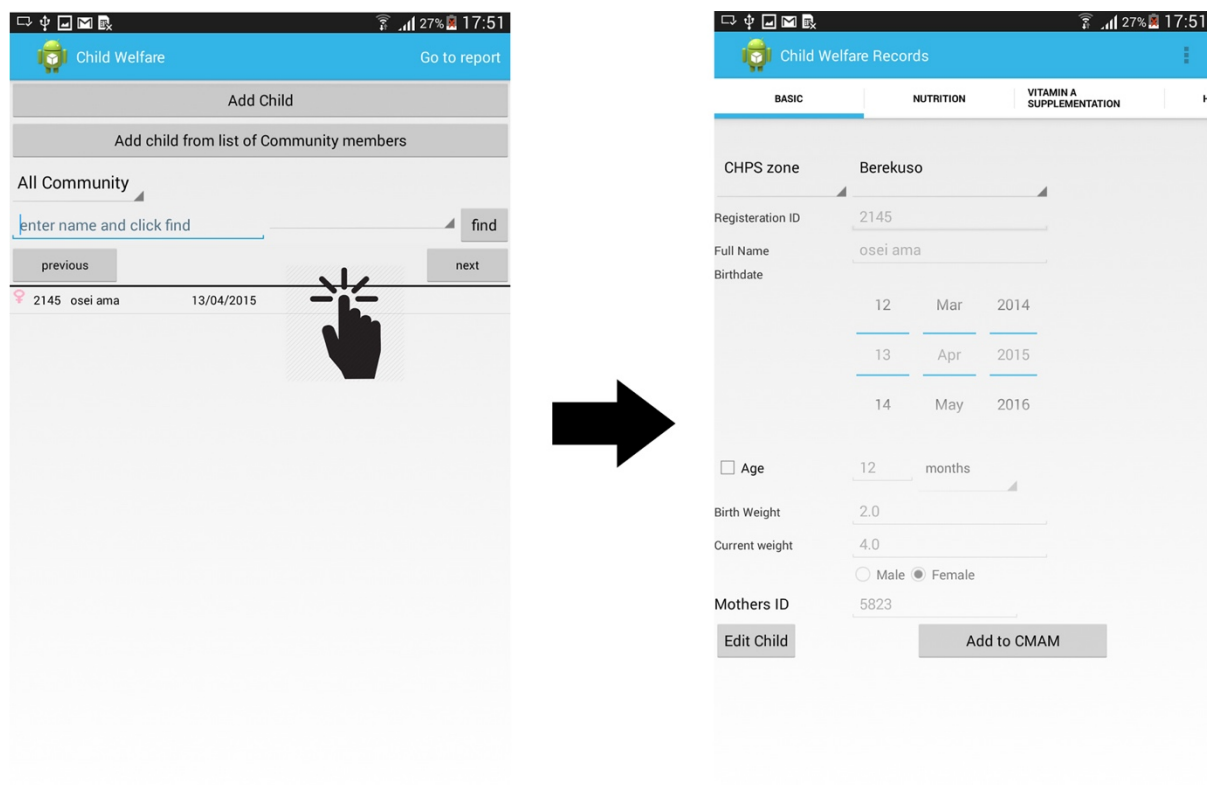 27% 17:51
Child Welfare Go to report
Add Child
Add child from list of Community members
All Community
enter name and click find find
previous next
2145 osei ama 13/04/2015
27% 17:51
Child Welfare Records
BASIC NUTRITION VITAMIN A
SUPPLEMENTATION H
CHPS zone Berekuso
Registeration ID 2145
Full Name osei ama
Birthdate
12 Mar 2014
13 Apr 2015
14 May 2016
Age 12 months
Birth Weight 2.0
Current weight 4.0
Male Female
Mothers ID 5823
Edit Child Add to CMAM